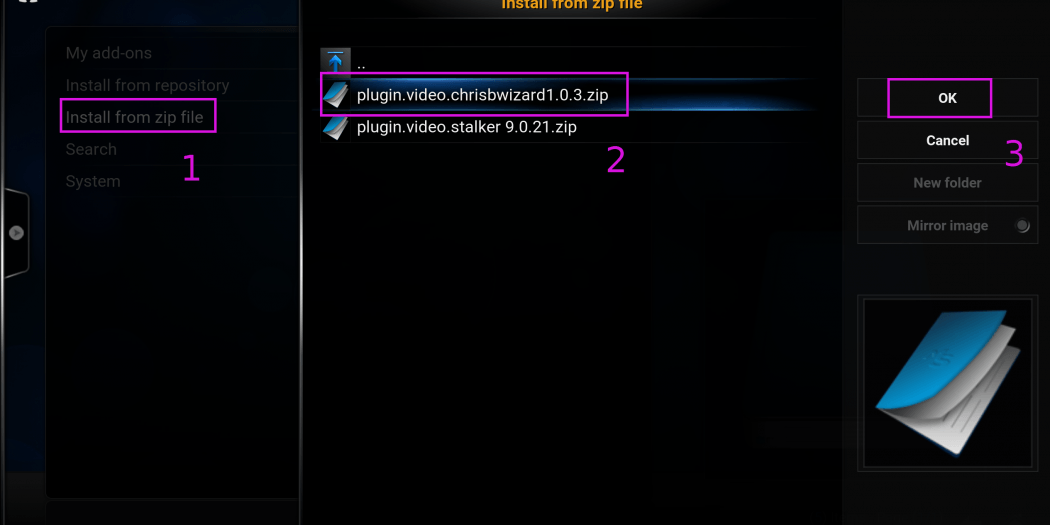 Install from zip file
My add-ons
Install from repository
Install from zip file
Search
System
1
..
plugin.video.chrisbwizard1.0.3.zip
plugin.video.stalker 9.0.21.zip
2
OK
Cancel
3
New folder
Mirror image